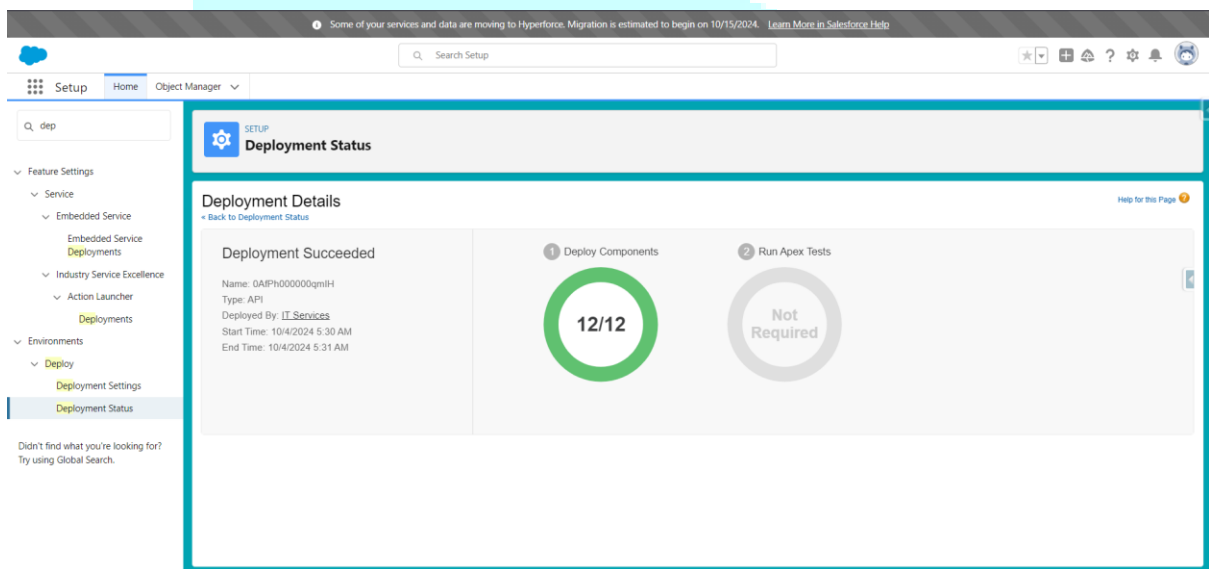 Some of your services and data are moving to Hyperforce. Migration is estimated to begin on 10/15/2024. Learn More in Salesforce Help
Search Setup
Setup Home Object Manager
dep
Feature Settings
Service
Embedded Service
Embedded Service
Deployments
Industry Service Excellence
Action Launcher
Deployments
Environments
Deploy
Deployment Settings
Deployment Status
Didn't find what you're looking for?
Try using Global Search.
SETUP
Deployment Status
Deployment Details
Help for this Page ?
« Back to Deployment Status
Deployment Succeeded
Name: 0AfPh000000qmIH
Type: API
Deployed By: IT Services
Start Time: 10/4/2024 5:30 AM
End Time: 10/4/2024 5:31 AM
1 Deploy Components
12/12
2 Run Apex Tests
Not
Required